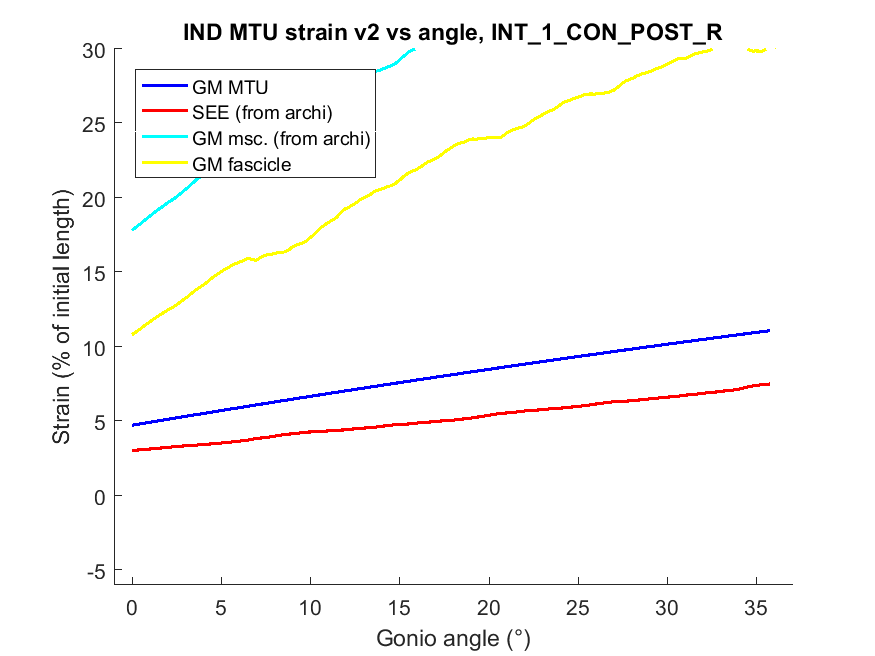 IND MTU strain v2 vs angle, INT_1_CON_POST_R
30
25
20
15
10
5
0
-5
Strain (% of initial length)
GM MTU
SEE (from archi)
GM msc. (from archi)
GM fascicle
0 5 10 15 20 25 30 35
Gonio angle (°)